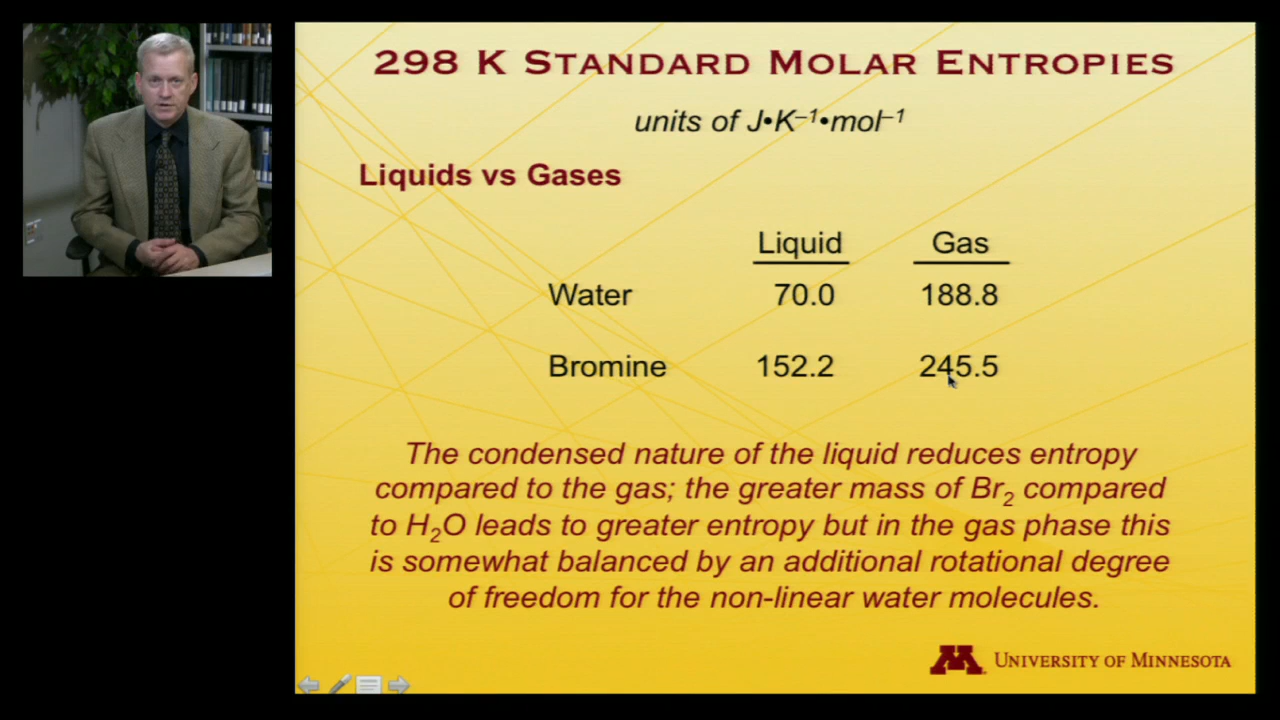 298 K STANDARD MOLAR ENTROPIES
units of J•K⁻¹•mol⁻¹
Liquids vs Gases
Liquid Gas
Water 70.0 188.8
Bromine 152.2 245.5
The condensed nature of the liquid reduces entropy
compared to the gas; the greater mass of Br₂ compared
to H₂O leads to greater entropy but in the gas phase this
is somewhat balanced by an additional rotational degree
of freedom for the non-linear water molecules.
M UNIVERSITY OF MINNESOTA